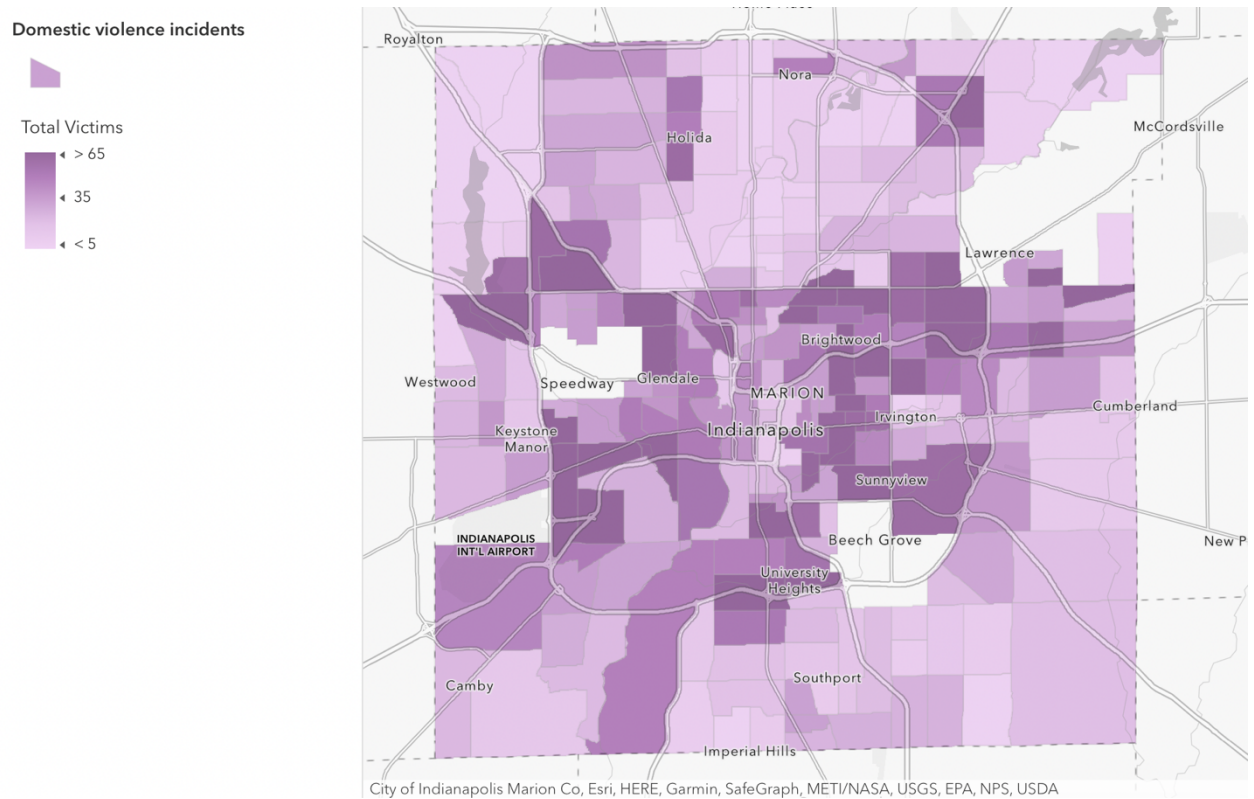 Domestic violence incidents
Total Victims
> 65
35
< 5
Royalton
Nora
McCordsville
Holida
Lawrence
Brightwood
Westwood
Speedway
Glendale
MARION
Cumberland
Irvington
Keystone
Manor
Indianapolis
Sunnyview
INDIANAPOLIS
INT'L AIRPORT
Beech Grove
New P
University
Heights
Camby
Southport
Imperial Hills
City of Indianapolis Marion Co, Esri, HERE, Garmin, SafeGraph, METI/NASA, USGS, EPA, NPS, USDA